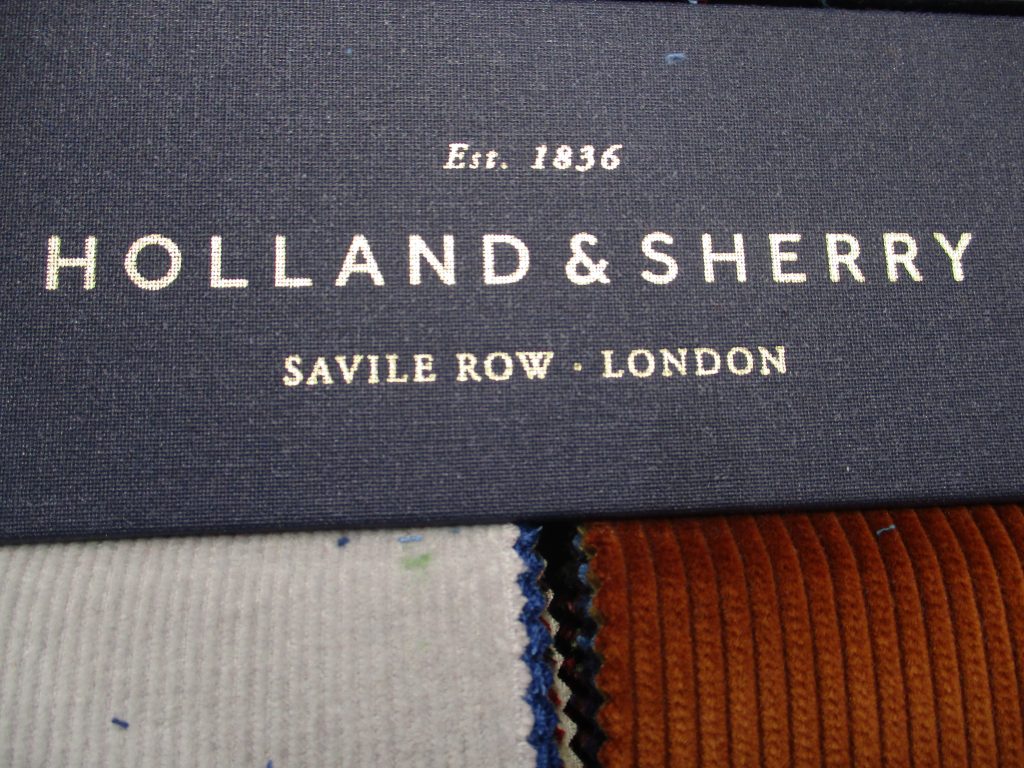 Est. 1836
HOLLAND & SHERRY
SAVILE ROW · LONDON